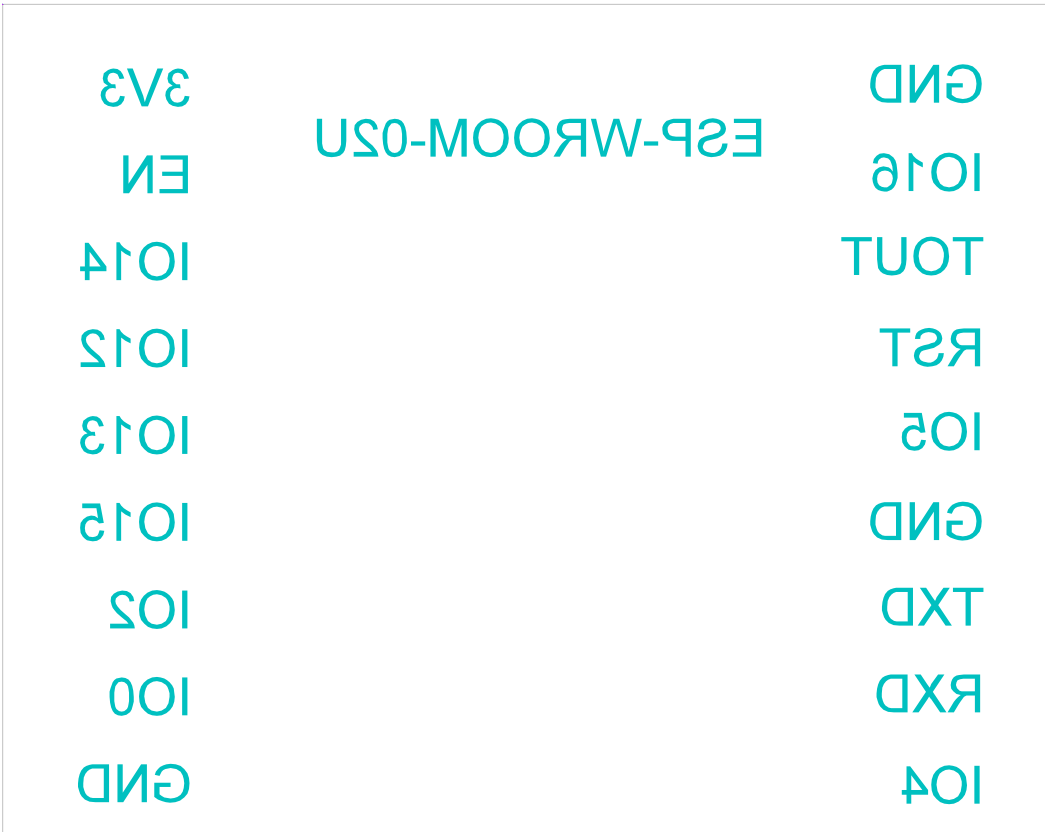 3V3
EN
IO14
IO12
IO13
IO15
IO2
IO0
GND
ESP-WROOM-02U
GND
IO16
TOUT
RST
IO5
GND
TXD
RXD
IO4